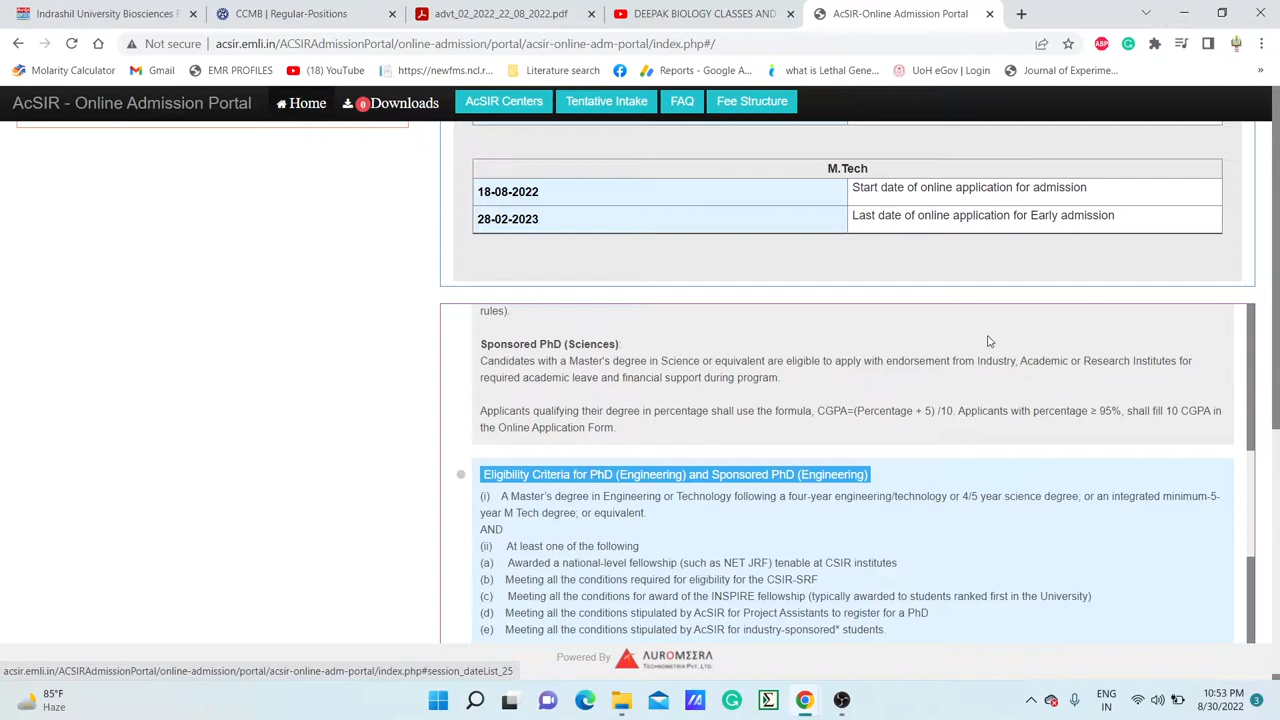 Indrashil University Biosciences F
CCMB | Regular-Positions
adv1_02_2022_22_08_2022.pdf
DEEPAK BIOLOGY CLASSES AND
AcSIR-Online Admission Portal
Not secure
acsir.emli.in/ACSIRAdmissionPortal/online-admission/portal/acsir-online-adm-portal/index.php#/
Molarity Calculator
Gmail
EMR PROFILES
(18) YouTube
https://newfms.ncl.r...
Literature search
Reports - Google A...
what is Lethal Gene...
UoH eGov | Login
Journal of Experime...
»
AcSIR - Online Admission Portal
Home
0 Downloads
AcSIR Centers
Tentative Intake
FAQ
Fee Structure
M.Tech
18-08-2022 Start date of online application for admission
28-02-2023 Last date of online application for Early admission
rules).
Sponsored PhD (Sciences):
Candidates with a Master's degree in Science or equivalent are eligible to apply with endorsement from Industry, Academic or Research Institutes for
required academic leave and financial support during program.
Applicants qualifying their degree in percentage shall use the formula, CGPA=(Percentage + 5) /10. Applicants with percentage ≥ 95%, shall fill 10 CGPA in
the Online Application Form.
Eligibility Criteria for PhD (Engineering) and Sponsored PhD (Engineering)
(i) A Master's degree in Engineering or Technology following a four-year engineering/technology or 4/5 year science degree; or an integrated minimum-5-
year M Tech degree; or equivalent.
AND
(ii) At least one of the following
(a) Awarded a national-level fellowship (such as NET JRF) tenable at CSIR institutes
(b) Meeting all the conditions required for eligibility for the CSIR-SRF
(c) Meeting all the conditions for award of the INSPIRE fellowship (typically awarded to students ranked first in the University)
(d) Meeting all the conditions stipulated by AcSIR for Project Assistants to register for a PhD
(e) Meeting all the conditions stipulated by AcSIR for industry-sponsored* students.
Powered By AUROMEERA
TECHNOMETRIX PVT. LTD.
acsir.emli.in/ACSIRAdmissionPortal/online-admission/portal/acsir-online-adm-portal/index.php#session_dateList_25
85°F
Haze
ENG
IN
10:53 PM
8/30/2022
3